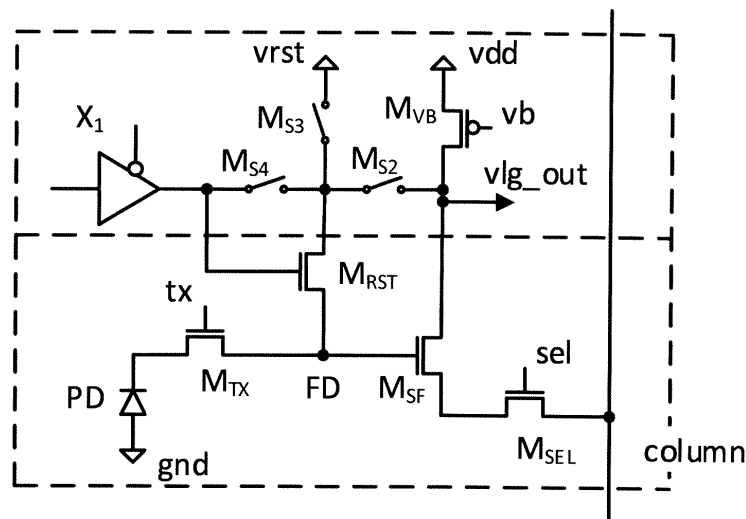 vrst
vdd
X1
MS3
MVB
vb
MS4
MS2
vlg_out
MRST
tx
sel
PD
MTX
FD
MSF
gnd
MSEL
column